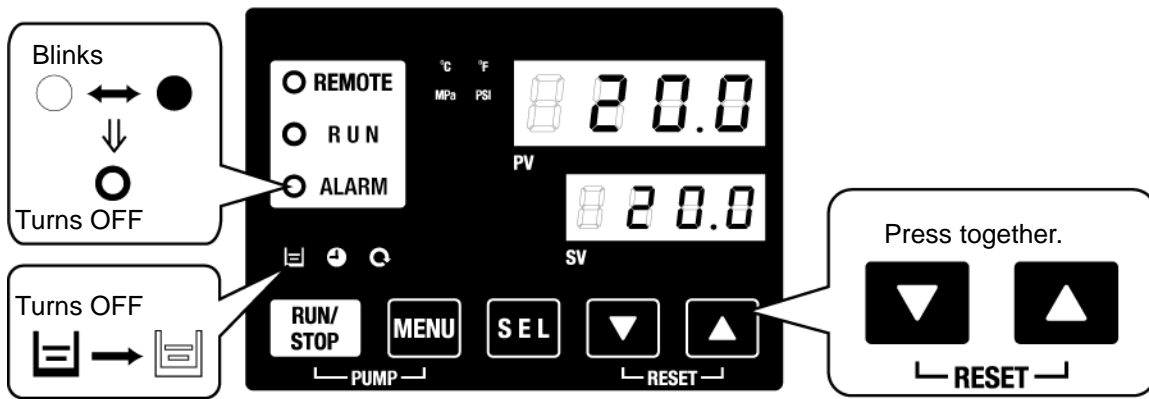 Blinks
Turns OFF
Turns OFF
REMOTE
RUN
ALARM
°C °F
MPa PSI
20.0
PV
20.0
SV
RUN/
STOP
MENU
SEL
PUMP
RESET
Press together.
RESET